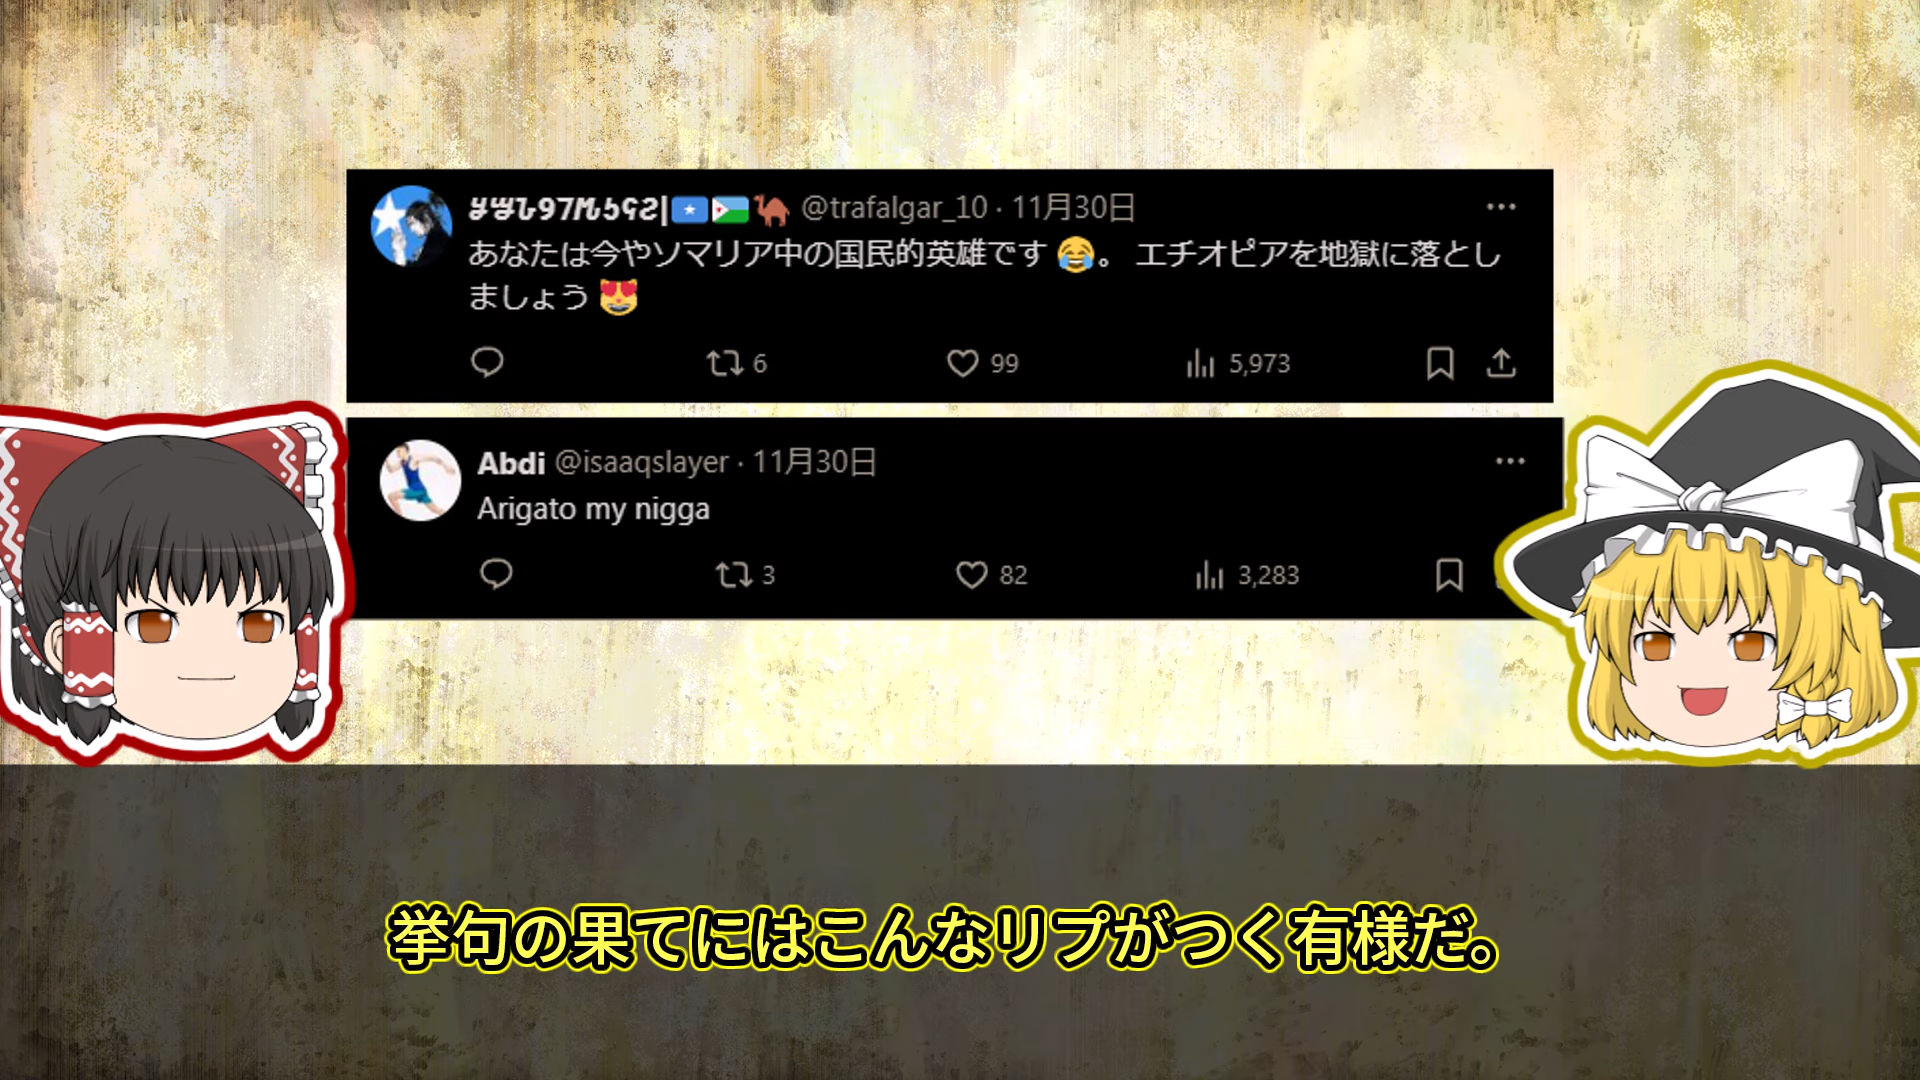 @trafalgar_10 · 11月30日
あなたは今やソマリア中の国民的英雄です😂。 エチオピアを地獄に落とし
ましょう😻
6 99 5,973
Abdi @isaaqslayer · 11月30日
Arigato my nigga
3 82 3,283
挙句の果てにはこんなリプがつく有様だ。